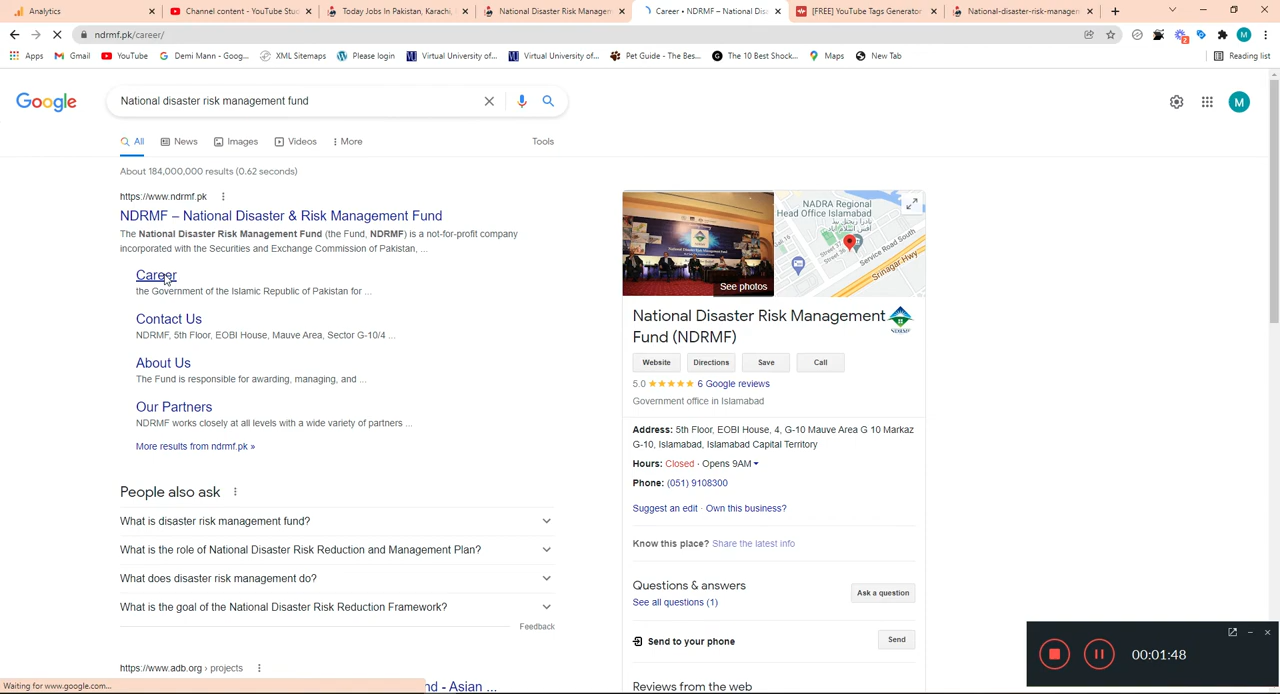 Analytics
Channel content - YouTube Stu
Today Jobs In Pakistan, Karachi,
National Disaster Risk Managemen
Career • NDRMF – National Disa
[FREE] YouTube Tags Generator
National-disaster-risk-managem
ndrmf.pk/career/
Apps
Gmail
YouTube
Demi Mann - Goog...
XML Sitemaps
Please login
Virtual University of...
Virtual University of...
Pet Guide - The Bes...
The 10 Best Shock...
Maps
New Tab
Reading list
Google
National disaster risk management fund
M
All
News
Images
Videos
More
Tools
About 184,000,000 results (0.62 seconds)
https://www.ndrmf.pk
NDRMF – National Disaster & Risk Management Fund
The National Disaster Risk Management Fund (the Fund, NDRMF) is a not-for-profit company
incorporated with the Securities and Exchange Commission of Pakistan, ...
Career
the Government of the Islamic Republic of Pakistan for ...
Contact Us
NDRMF, 5th Floor, EOBI House, Mauve Area, Sector G-10/4 ...
About Us
The Fund is responsible for awarding, managing, and ...
Our Partners
NDRMF works closely at all levels with a wide variety of partners ...
More results from ndrmf.pk »
People also ask
What is disaster risk management fund?
What is the role of National Disaster Risk Reduction and Management Plan?
What does disaster risk management do?
What is the goal of the National Disaster Risk Reduction Framework?
Feedback
https://www.adb.org › projects
nd - Asian ...
Waiting for www.google.com...
See photos
NADRA Regional
Head Office Islamabad
Service Road South
Srinagar Hwy
National Disaster Risk Management
Fund (NDRMF)
NDRMF
Website
Directions
Save
Call
5.0 ★★★★★ 6 Google reviews
Government office in Islamabad
Address: 5th Floor, EOBI House, 4, G-10 Mauve Area G 10 Markaz
G-10, Islamabad, Islamabad Capital Territory
Hours: Closed · Opens 9AM
Phone: (051) 9108300
Suggest an edit · Own this business?
Know this place? Share the latest info
Questions & answers
See all questions (1)
Ask a question
Send to your phone
Send
Reviews from the web
00:01:48